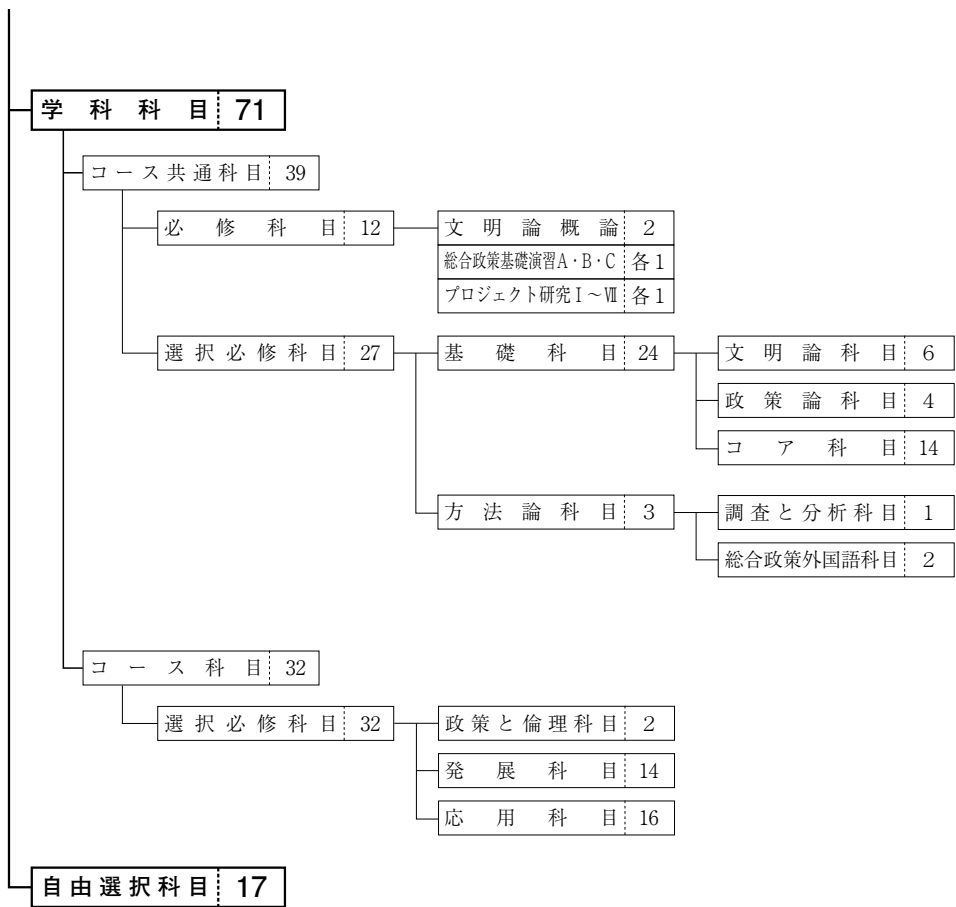 学科科目 71
コース共通科目 39
必修科目 12
文明論概論 2
総合政策基礎演習A・B・C 各1
プロジェクト研究Ⅰ~Ⅶ 各1
選択必修科目 27
基礎科目 24
文明論科目 6
政策論科目 4
コア科目 14
方法論科目 3
調査と分析科目 1
総合政策外国語科目 2
コース科目 32
選択必修科目 32
政策と倫理科目 2
発展科目 14
応用科目 16
自由選択科目 17